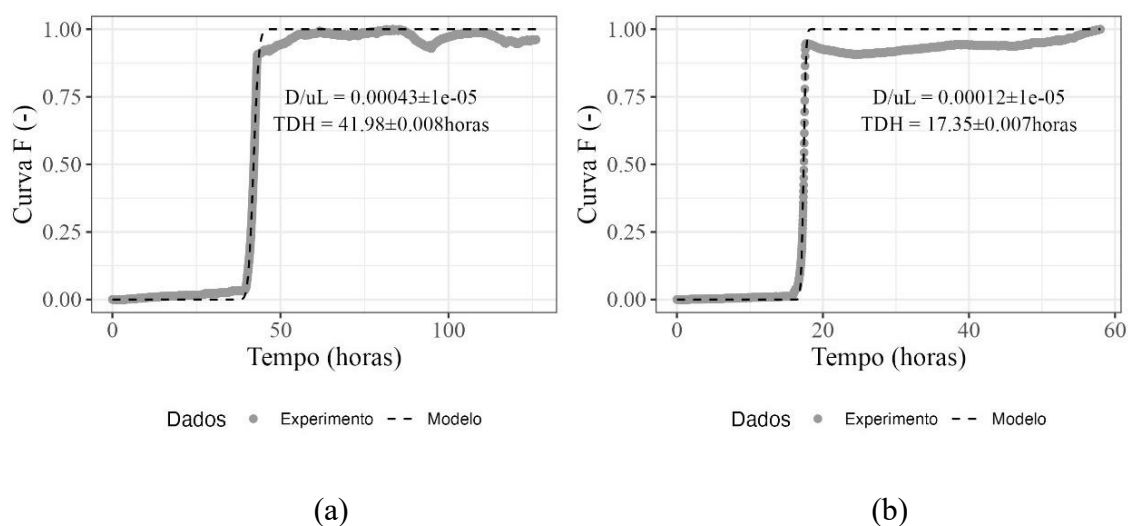 1.00
0.75
0.50
0.25
0.00
Curva F (-)
D/uL = 0.00043±1e-05
TDH = 41.98±0.008horas
0 50 100
Tempo (horas)
Dados Experimento Modelo
(a)
1.00
0.75
0.50
0.25
0.00
Curva F (-)
D/uL = 0.00012±1e-05
TDH = 17.35±0.007horas
0 20 40 60
Tempo (horas)
Dados Experimento Modelo
(b)